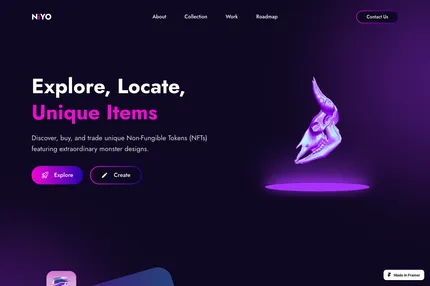 NIYO
About
Collection
Work
Roadmap
Contact Us
Explore, Locate,
Unique Items
Discover, buy, and trade unique Non-Fungible Tokens (NFTs)
featuring extraordinary monster designs.
Explore
Create
Made in Framer